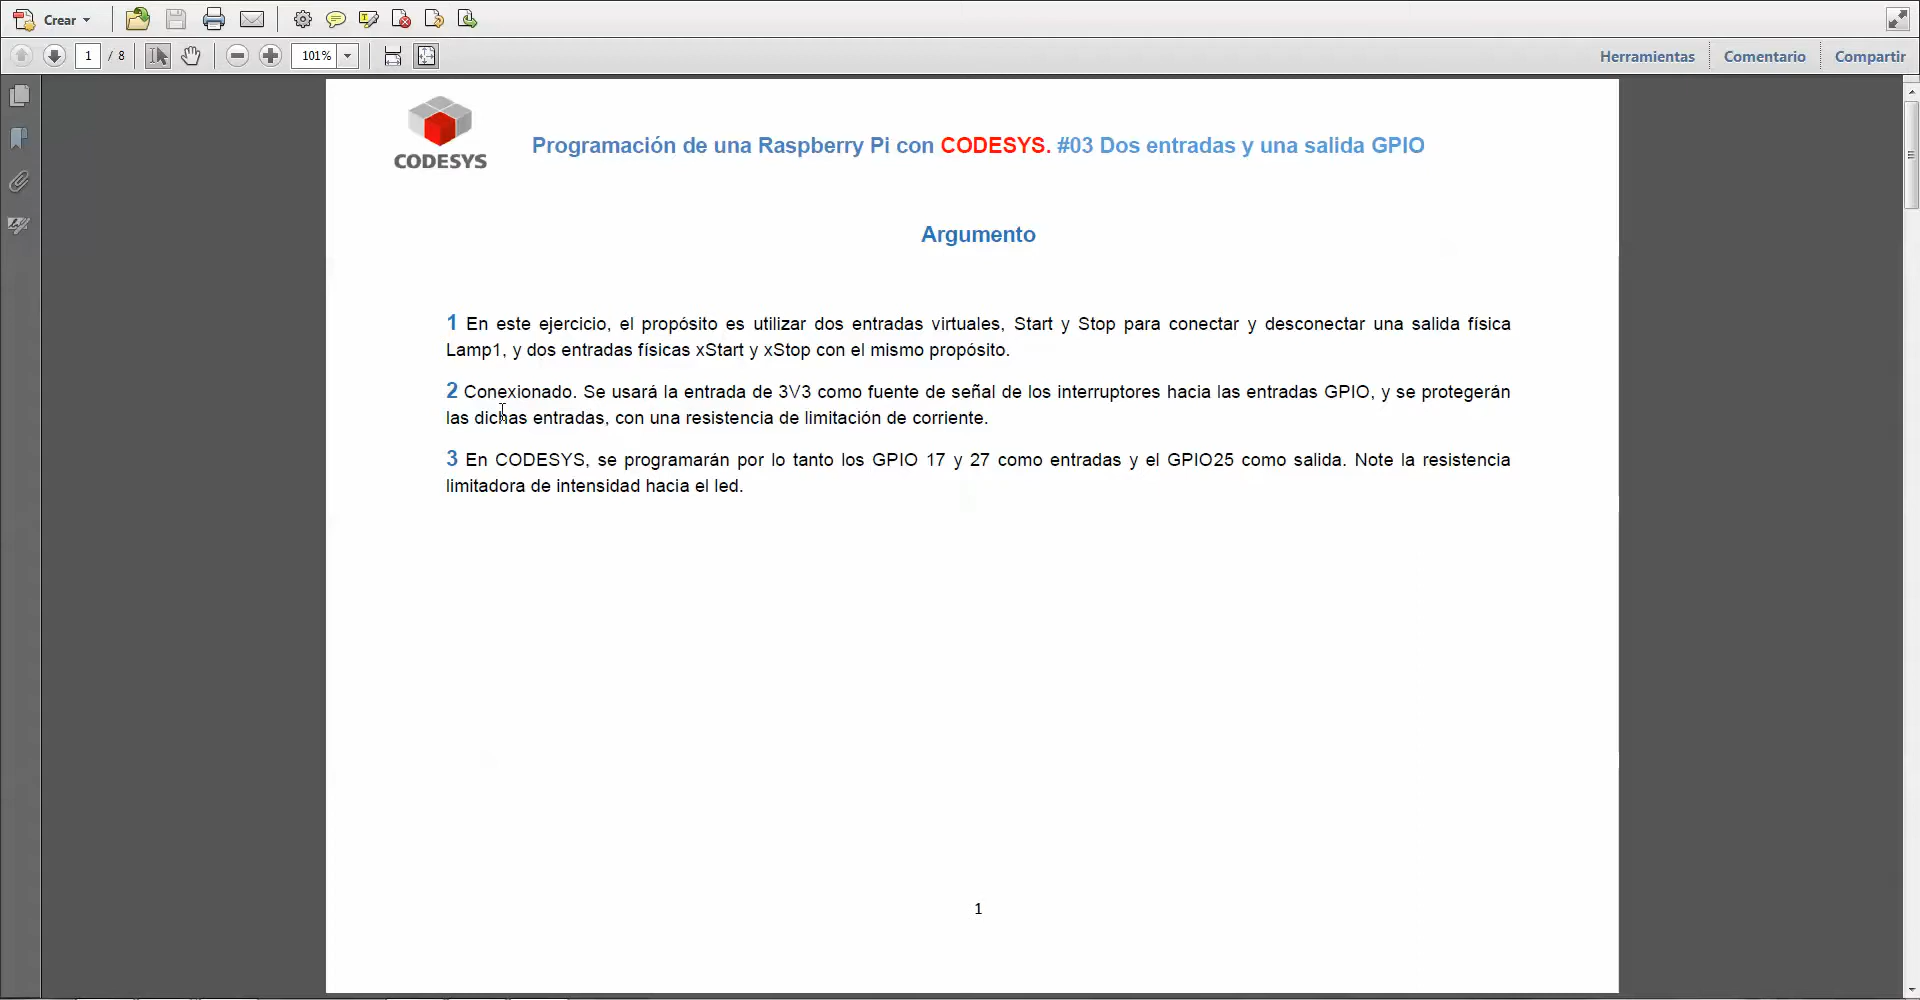 Crear
1 / 8 101% Herramientas Comentario Compartir
CODESYS
Programación de una Raspberry Pi con CODESYS. #03 Dos entradas y una salida GPIO
Argumento
1 En este ejercicio, el propósito es utilizar dos entradas virtuales, Start y Stop para conectar y desconectar una salida física
Lamp1, y dos entradas físicas xStart y xStop con el mismo propósito.
2 Conexionado. Se usará la entrada de 3V3 como fuente de señal de los interruptores hacia las entradas GPIO, y se protegerán
las dichas entradas, con una resistencia de limitación de corriente.
3 En CODESYS, se programarán por lo tanto los GPIO 17 y 27 como entradas y el GPIO25 como salida. Note la resistencia
limitadora de intensidad hacia el led.
1